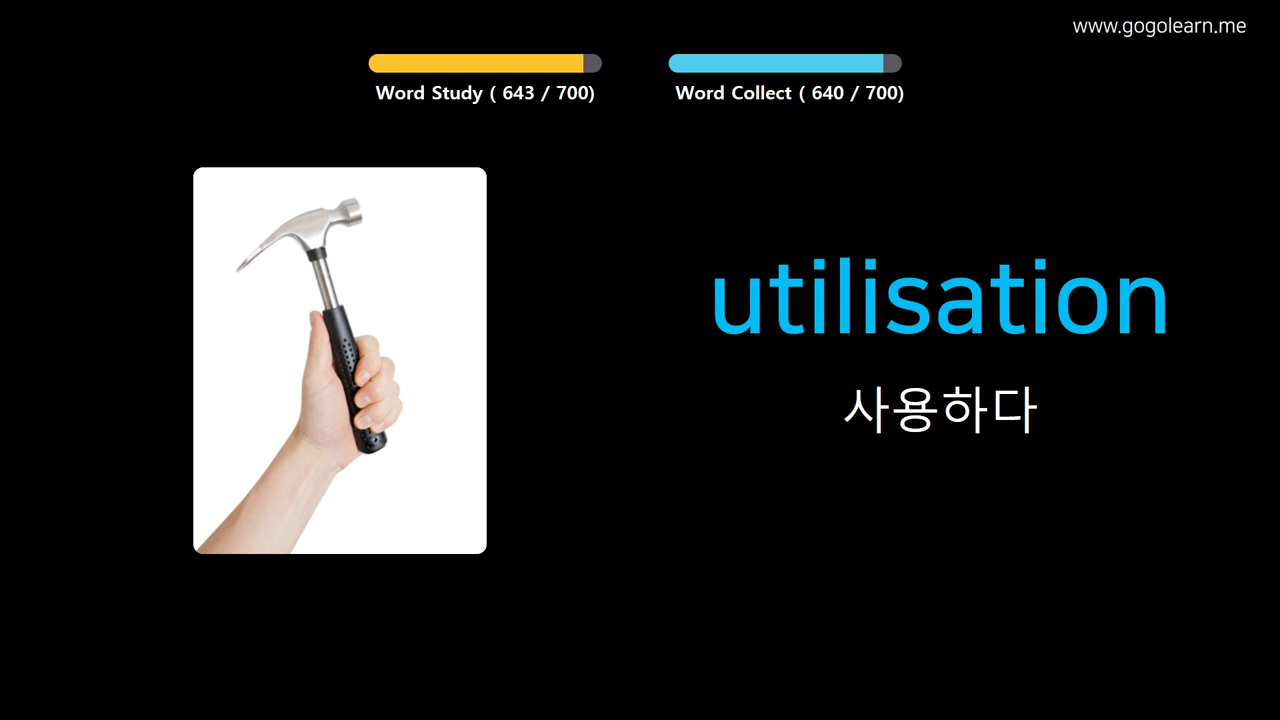 www.gogolearn.me
Word Study ( 643 / 700)
Word Collect ( 640 / 700)
utilisation
사용하다